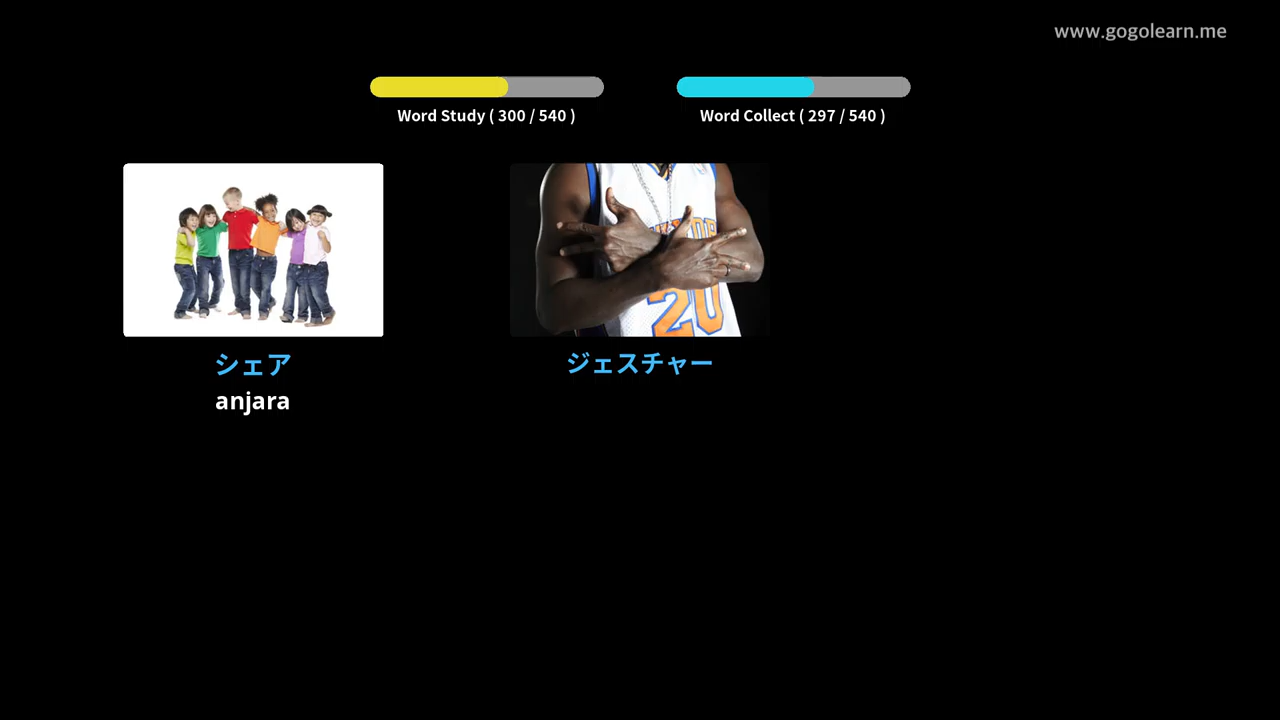 www.gogolearn.me
Word Study ( 300 / 540 )
Word Collect ( 297 / 540 )
20
シェア
ジェスチャー
anjara